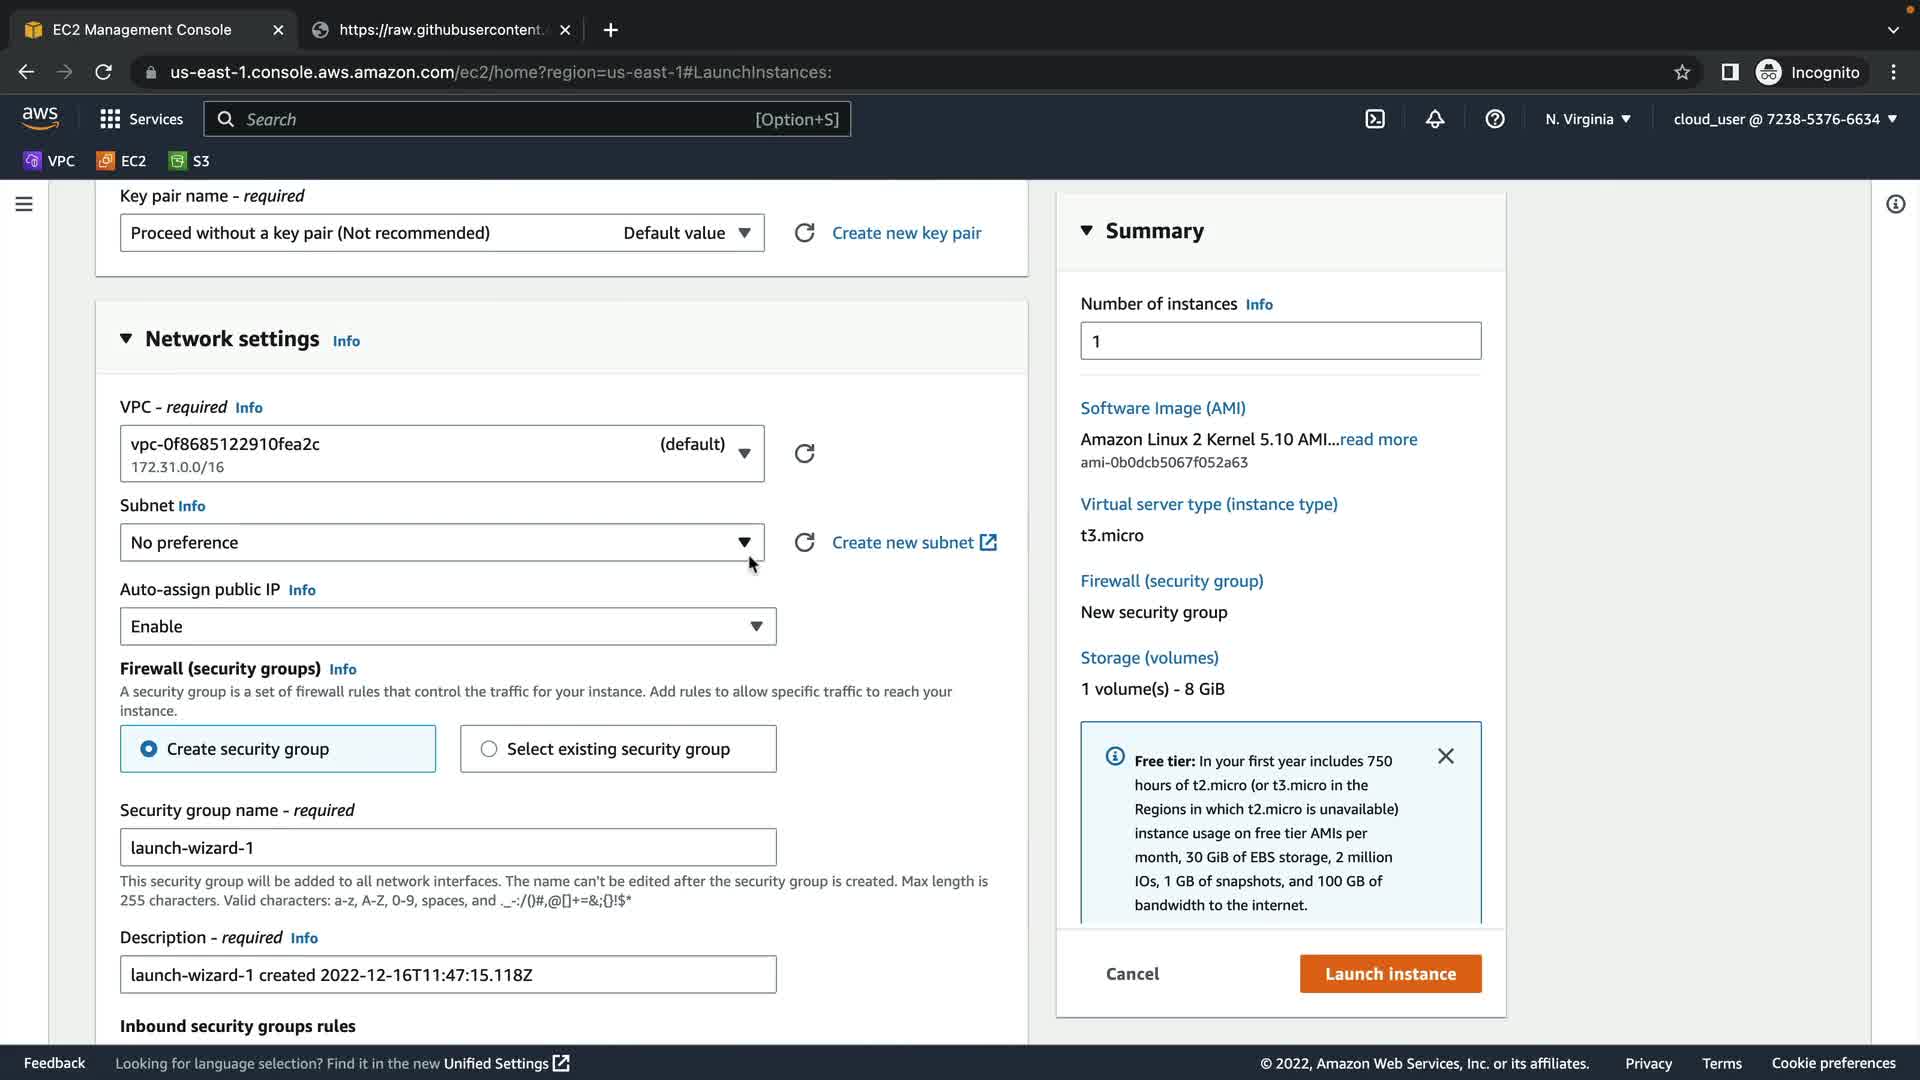 EC2 Management Console
https://raw.githubusercontent.
us-east-1.console.aws.amazon.com/ec2/home?region=us-east-1#LaunchInstances:
Incognito
aws
Services
Search
[Option+S]
N. Virginia
cloud_user @ 7238-5376-6634
VPC
EC2
S3
Key pair name - required
Proceed without a key pair (Not recommended) Default value
Create new key pair
Network settings Info
VPC - required Info
vpc-0f8685122910fea2c (default)
172.31.0.0/16
Subnet Info
No preference
Create new subnet
Auto-assign public IP Info
Enable
Firewall (security groups) Info
A security group is a set of firewall rules that control the traffic for your instance. Add rules to allow specific traffic to reach your
instance.
Create security group
Select existing security group
Security group name - required
launch-wizard-1
This security group will be added to all network interfaces. The name can't be edited after the security group is created. Max length is
255 characters. Valid characters: a-z, A-Z, 0-9, spaces, and ._-:/()#,@[]+=&;{}!$*
Description - required Info
launch-wizard-1 created 2022-12-16T11:47:15.118Z
Inbound security groups rules
Summary
Number of instances Info
1
Software Image (AMI)
Amazon Linux 2 Kernel 5.10 AMI...read more
ami-0b0dcb5067f052a63
Virtual server type (instance type)
t3.micro
Firewall (security group)
New security group
Storage (volumes)
1 volume(s) - 8 GiB
Free tier: In your first year includes 750
hours of t2.micro (or t3.micro in the
Regions in which t2.micro is unavailable)
instance usage on free tier AMIs per
month, 30 GiB of EBS storage, 2 million
IOs, 1 GB of snapshots, and 100 GB of
bandwidth to the internet.
Cancel
Launch instance
Feedback
Looking for language selection? Find it in the new Unified Settings
© 2022, Amazon Web Services, Inc. or its affiliates.
Privacy
Terms
Cookie preferences